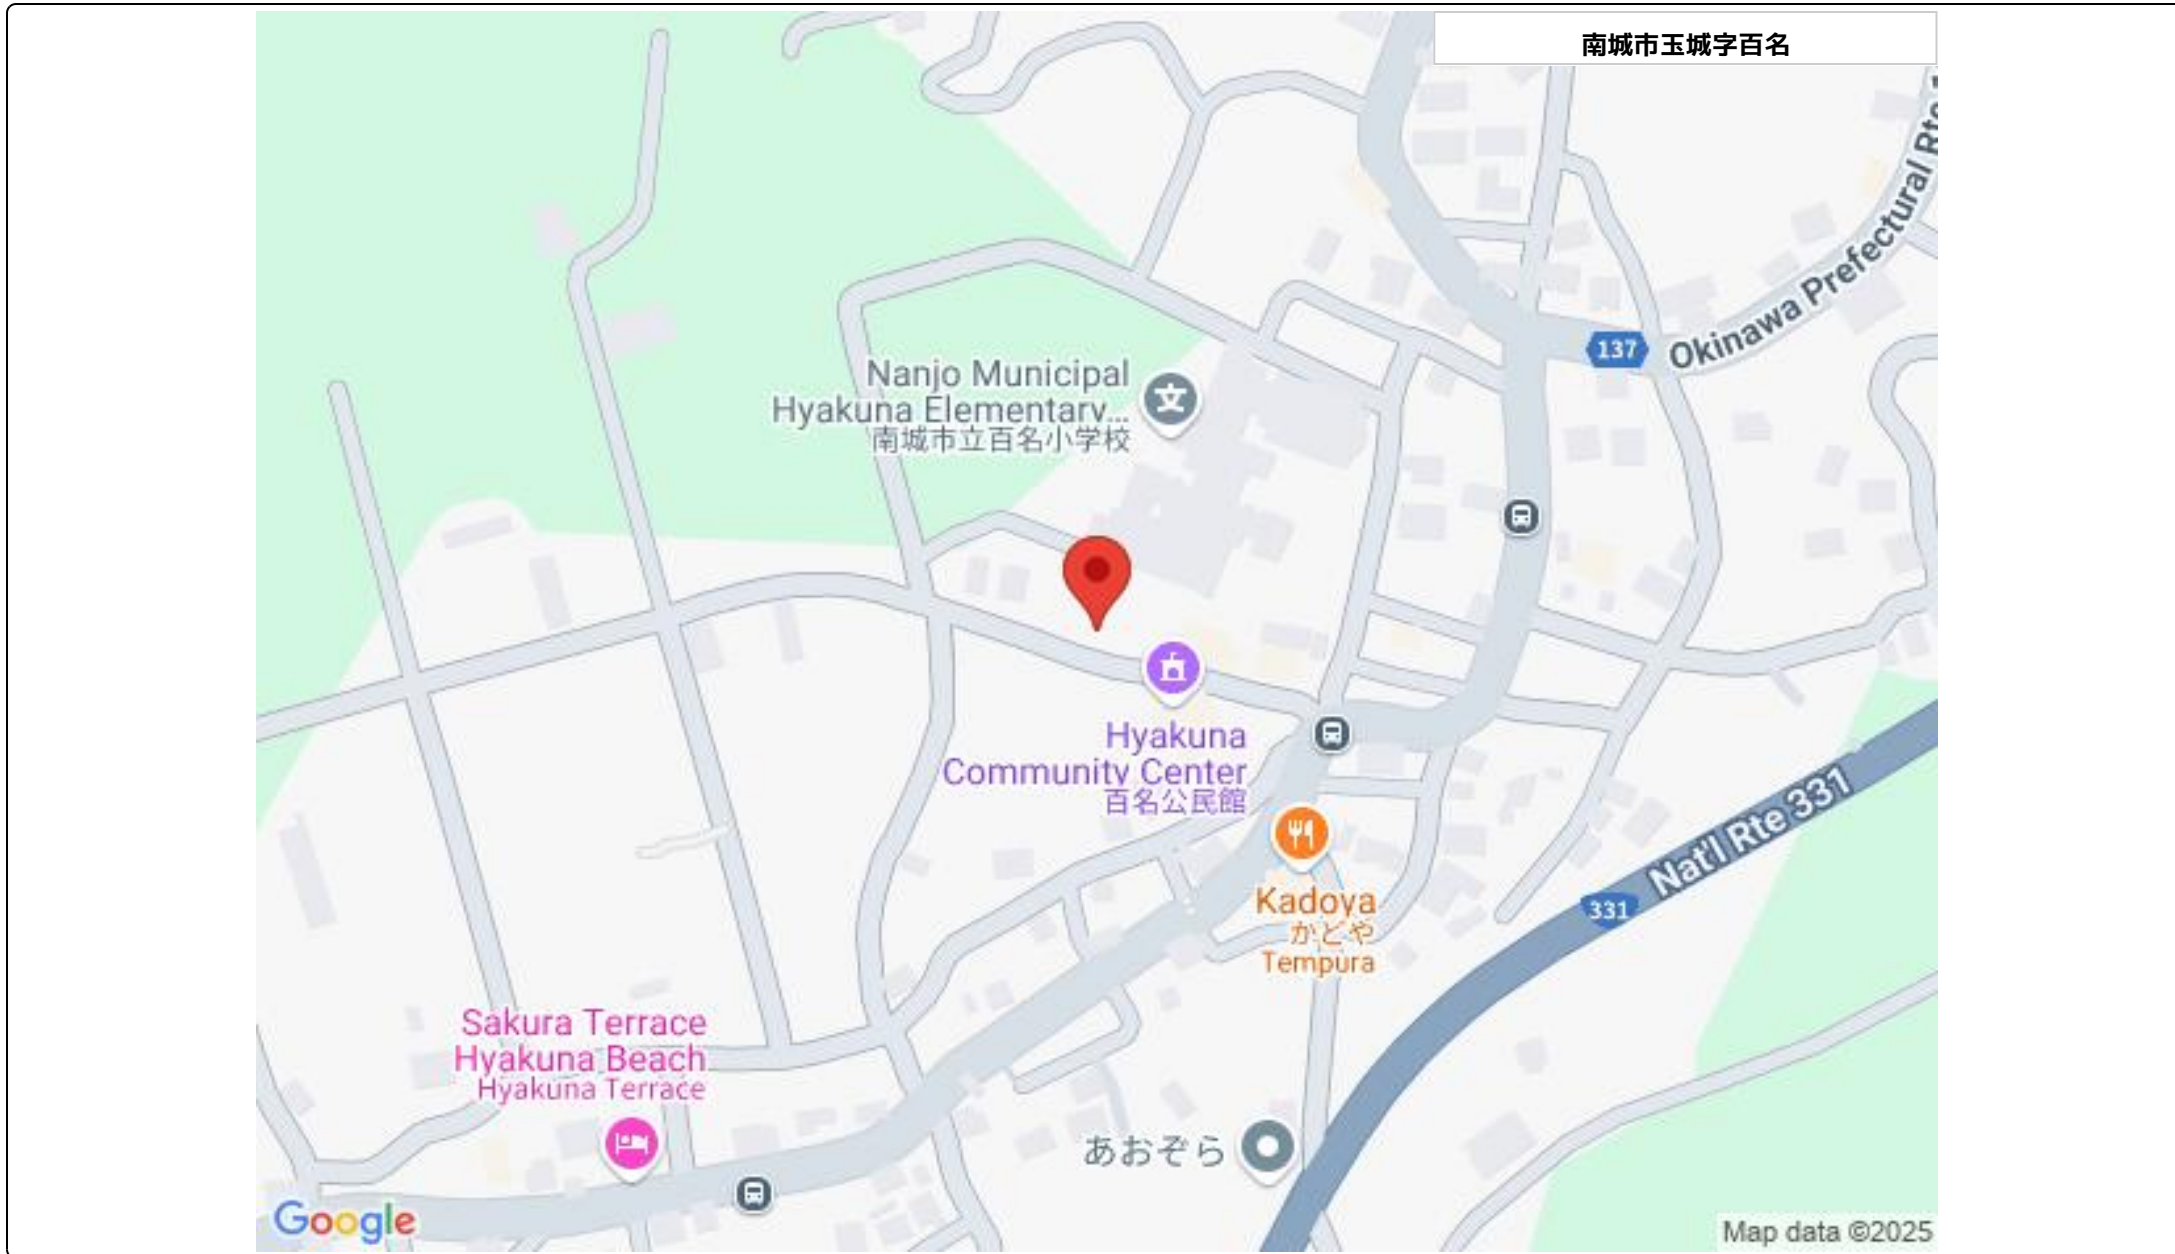 南城市玉城字百名
Okinawa Prefectural Rte
137
Nanjo Municipal
Hyakuna Elementary...
南城市立百名小学校
文
Hyakuna
Community Center
百名公民館
Kadoya
かどや
Tempura
Nat'l Rte 331
331
Sakura Terrace
Hyakuna Beach
Hyakuna Terrace
あおぞら
Google
Map data ©2025